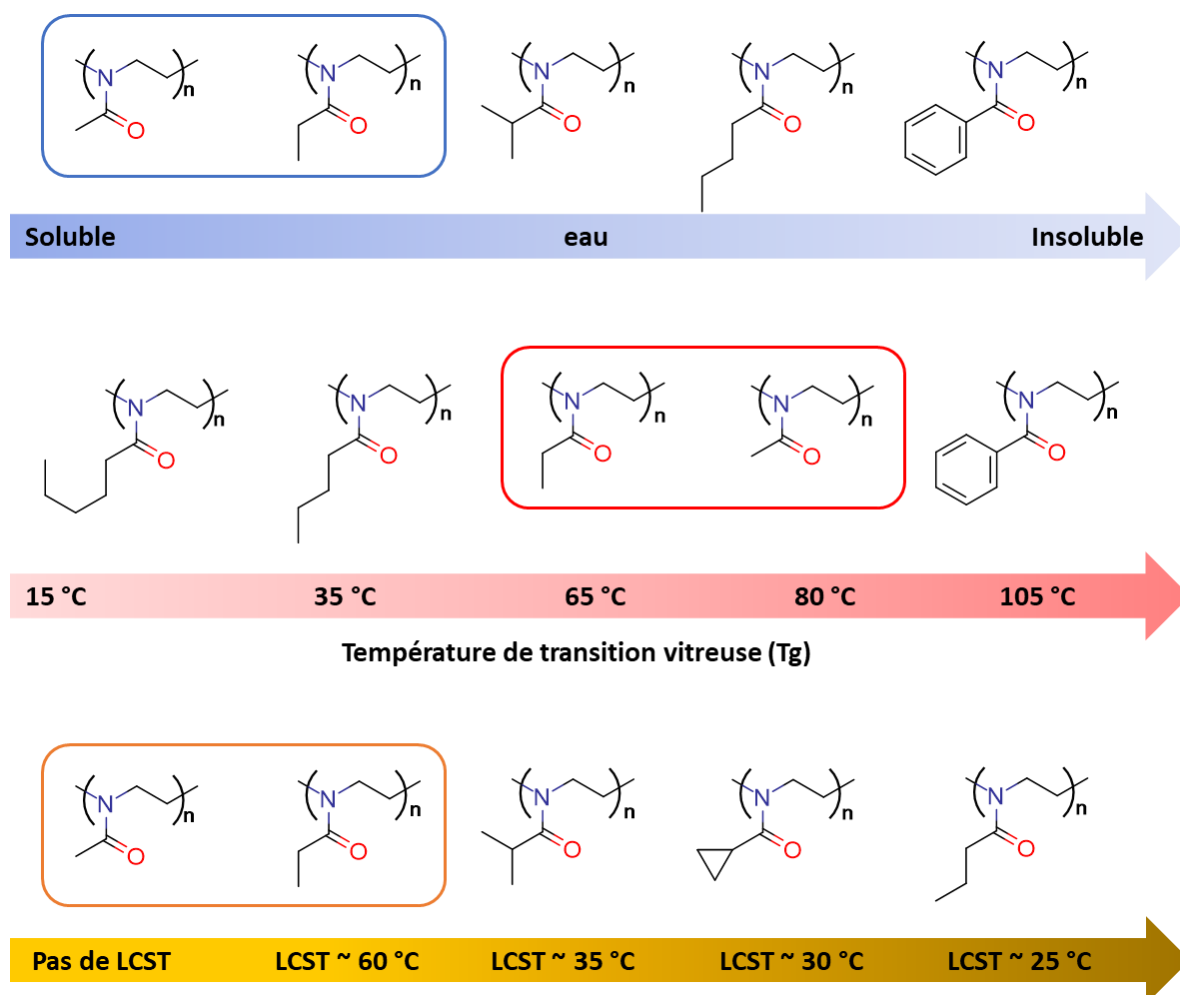 N n O N n O N n O N n O N n O
Soluble eau Insoluble
N n O N n O N n O N n O N n O
15 °C 35 °C 65 °C 80 °C 105 °C
Température de transition vitreuse (Tg)
N n O N n O N n O N n O N n O
Pas de LCST LCST ~ 60 °C LCST ~ 35 °C LCST ~ 30 °C LCST ~ 25 °C